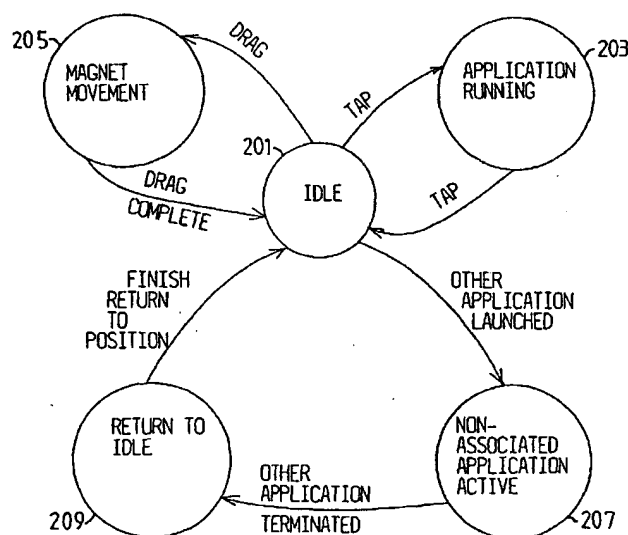 205
MAGNET
MOVEMENT
DRAG
203
APPLICATION
RUNNING
TAP
201
IDLE
DRAG
COMPLETE
TAP
FINISH
RETURN
TO
POSITION
OTHER
APPLICATION
LAUNCHED
RETURN TO
IDLE
209
OTHER
APPLICATION
TERMINATED
NON-
ASSOCIATED
APPLICATION
ACTIVE
207